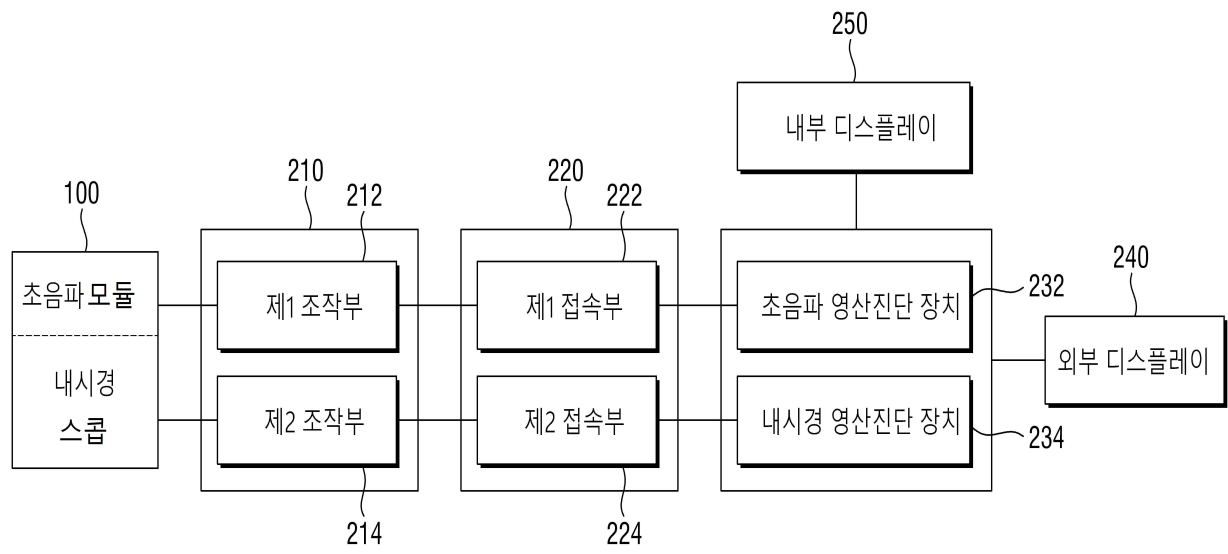 250
내부 디스플레이
210
220
100
212
222
240
초음파 모듈
제1 조작부
제1 접속부
초음파 영산진단 장치
232
외부 디스플레이
내시경
스콥
제2 조작부
제2 접속부
내시경 영산진단 장치
234
214
224